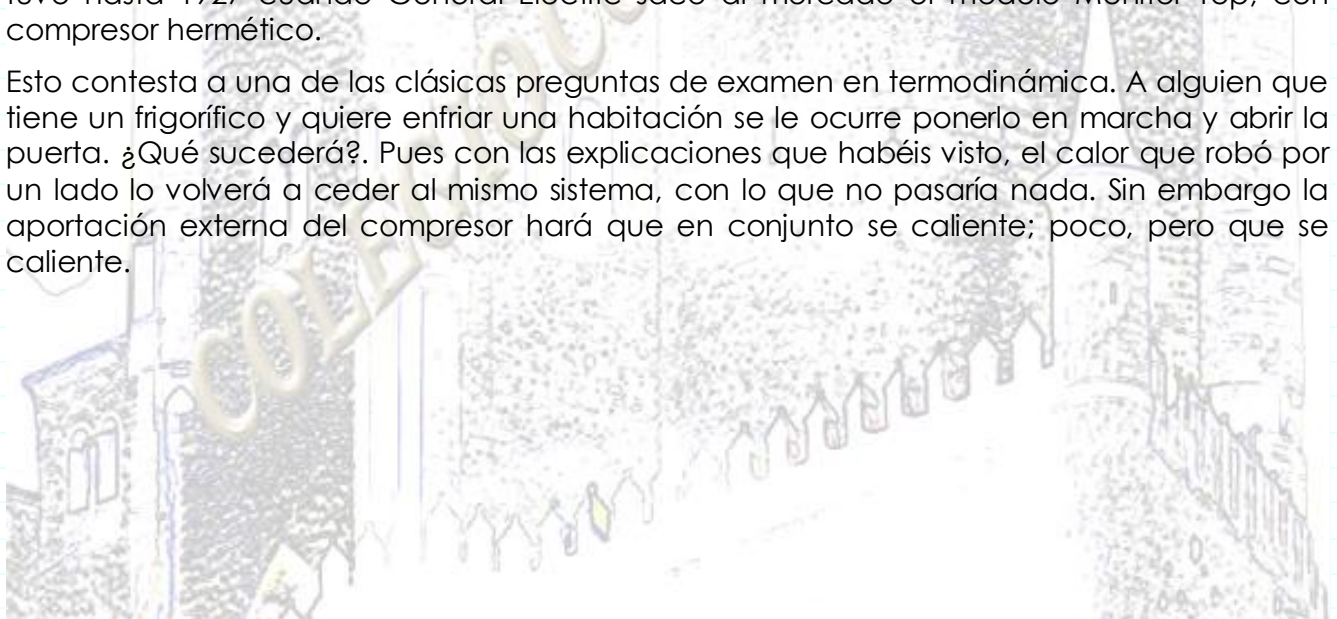 compresor hermético.
Esto contesta a una de las clásicas preguntas de examen en termodinámica. A alguien que
tiene un frigorífico y quiere enfriar una habitación se le ocurre ponerlo en marcha y abrir la
puerta. ¿Qué sucederá?. Pues con las explicaciones que habéis visto, el calor que robó por
un lado lo volverá a ceder al mismo sistema, con lo que no pasaría nada. Sin embargo la
aportación externa del compresor hará que en conjunto se caliente; poco, pero que se
caliente.